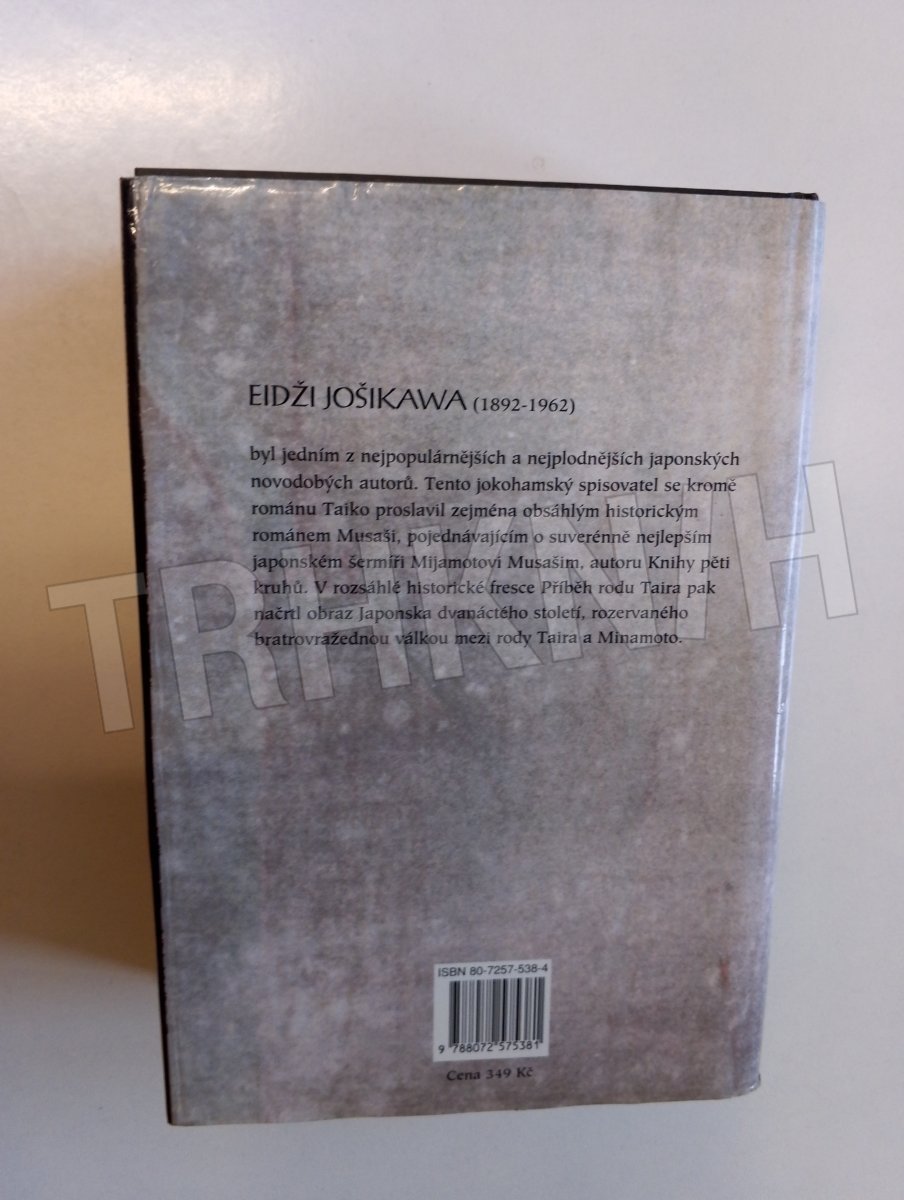 EIDŽI JOŠIKAWA (1892-1962)
byl jedním z nejpopulárnějších a nejplodnějších japonských
novodobých autorů. Tento jokohamský spisovatel se kromě
románu Taiko proslavil zejména obsáhlým historickým
románem Musaši, pojednávajícím o suverénně nejlepším
japonském šermíři Mijamotovi Musašim, autoru Knihy pěti
kruhů. V rozsáhlé historické fresce Příběh rodu Taira pak
načrtl obraz Japonska dvanáctého století, rozervaného
bratrovražednou válkou mezi rody Taira a Minamoto.
TRHKNIH
ISBN 80-7257-538-4
9 788072 575381
Cena 349 Kč